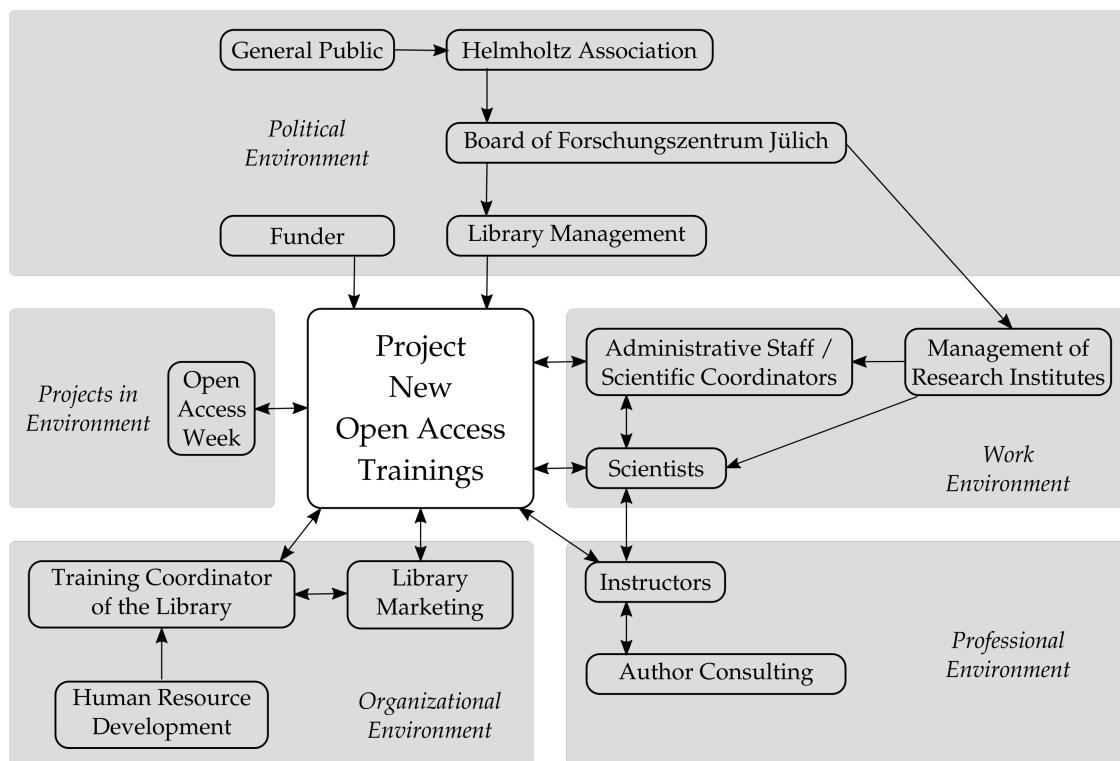 General Public
Helmholtz Association
Political
Environment
Board of Forschungszentrum Jülich
Funder
Library Management
Project
New
Open Access
Trainings
Projects in
Environment
Open
Access
Week
Administrative Staff /
Scientific Coordinators
Management of
Research Institutes
Scientists
Work
Environment
Training Coordinator
of the Library
Library
Marketing
Human Resource
Development
Organizational
Environment
Instructors
Author Consulting
Professional
Environment